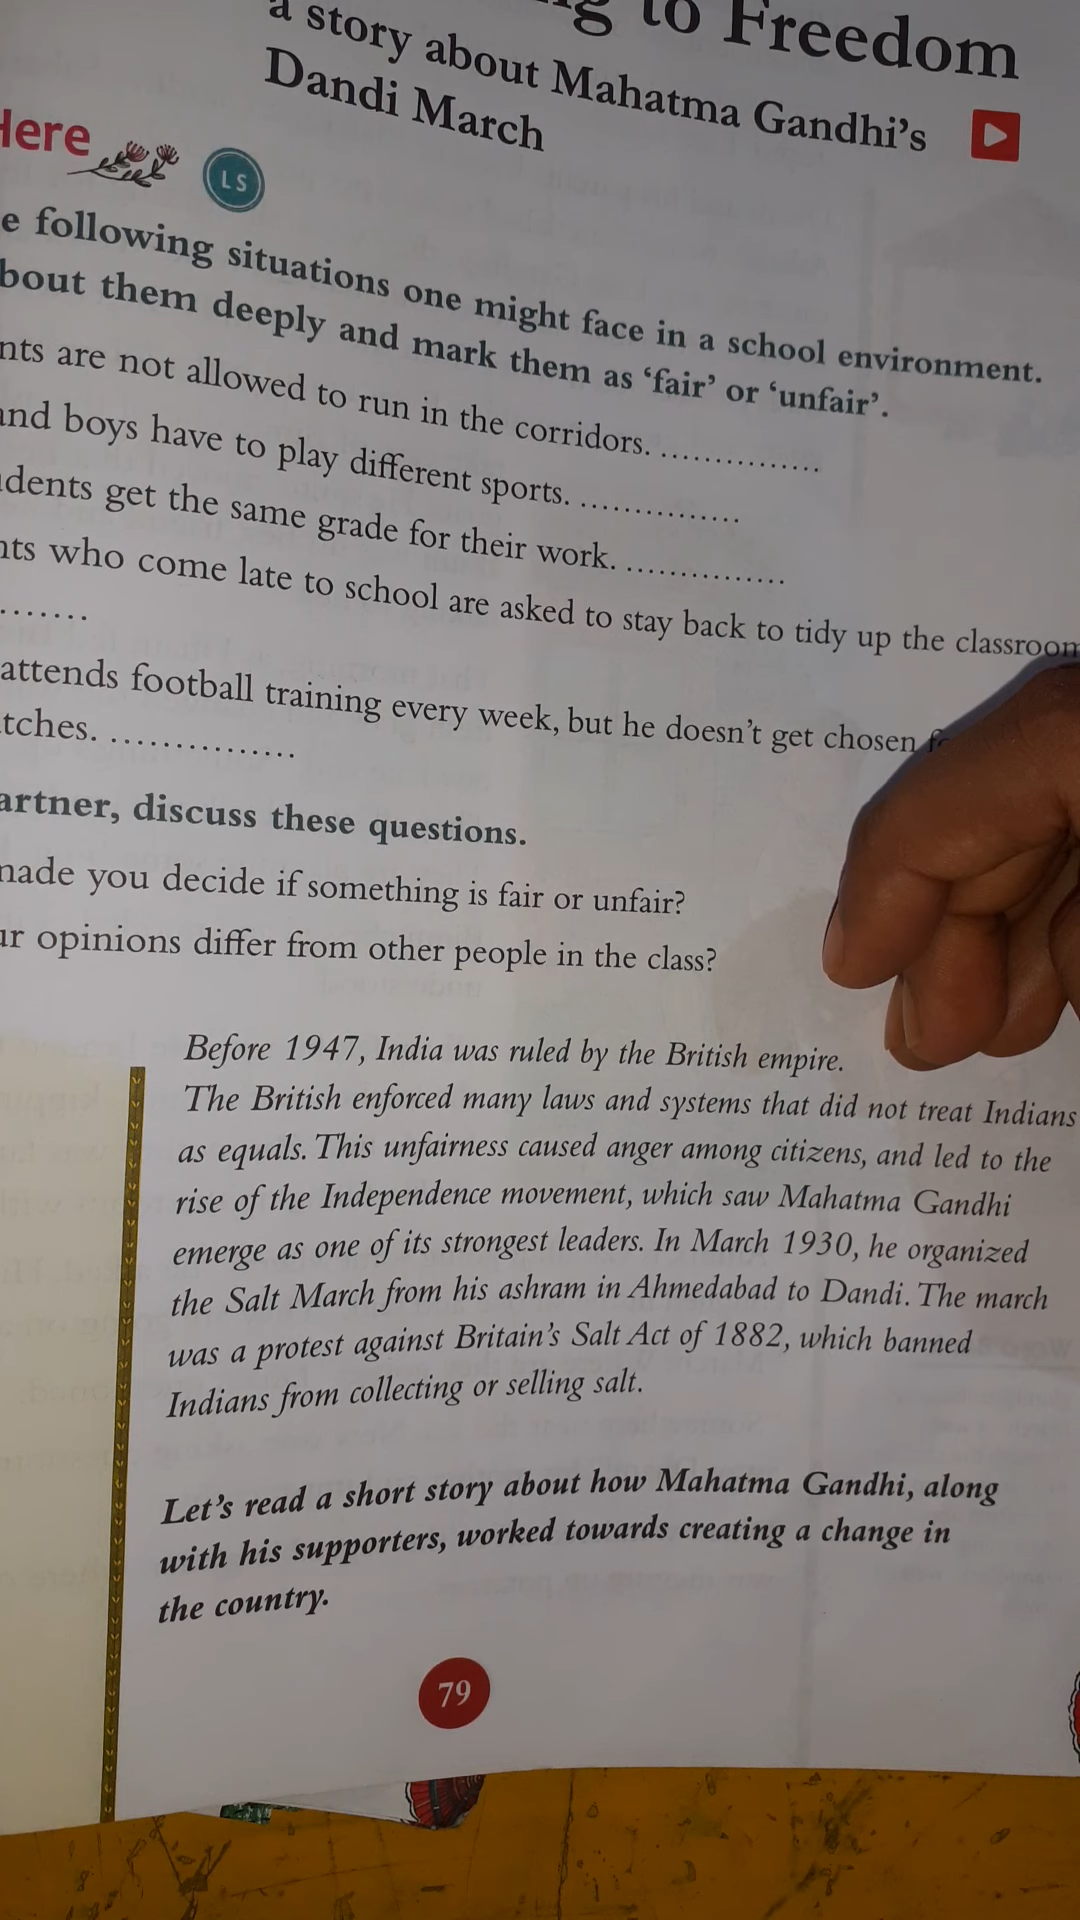 to Freedom
a story about Mahatma Gandhi's
Dandi March
Here
LS
following situations one might face in a school environment.
about them deeply and mark them as 'fair' or 'unfair'.
are not allowed to run in the corridors. ...............
and boys have to play different sports. ...............
get the same grade for their work. ...............
who come late to school are asked to stay back to tidy up the classroom
.......
attends football training every week, but he doesn't get chosen
............... 
partner, discuss these questions.
made you decide if something is fair or unfair?
opinions differ from other people in the class?
Before 1947, India was ruled by the British empire.
The British enforced many laws and systems that did not treat Indians
as equals. This unfairness caused anger among citizens, and led to the
rise of the Independence movement, which saw Mahatma Gandhi
emerge as one of its strongest leaders. In March 1930, he organized
the Salt March from his ashram in Ahmedabad to Dandi. The march
was a protest against Britain's Salt Act of 1882, which banned
Indians from collecting or selling salt.
Let's read a short story about how Mahatma Gandhi, along
with his supporters, worked towards creating a change in
the country.
79